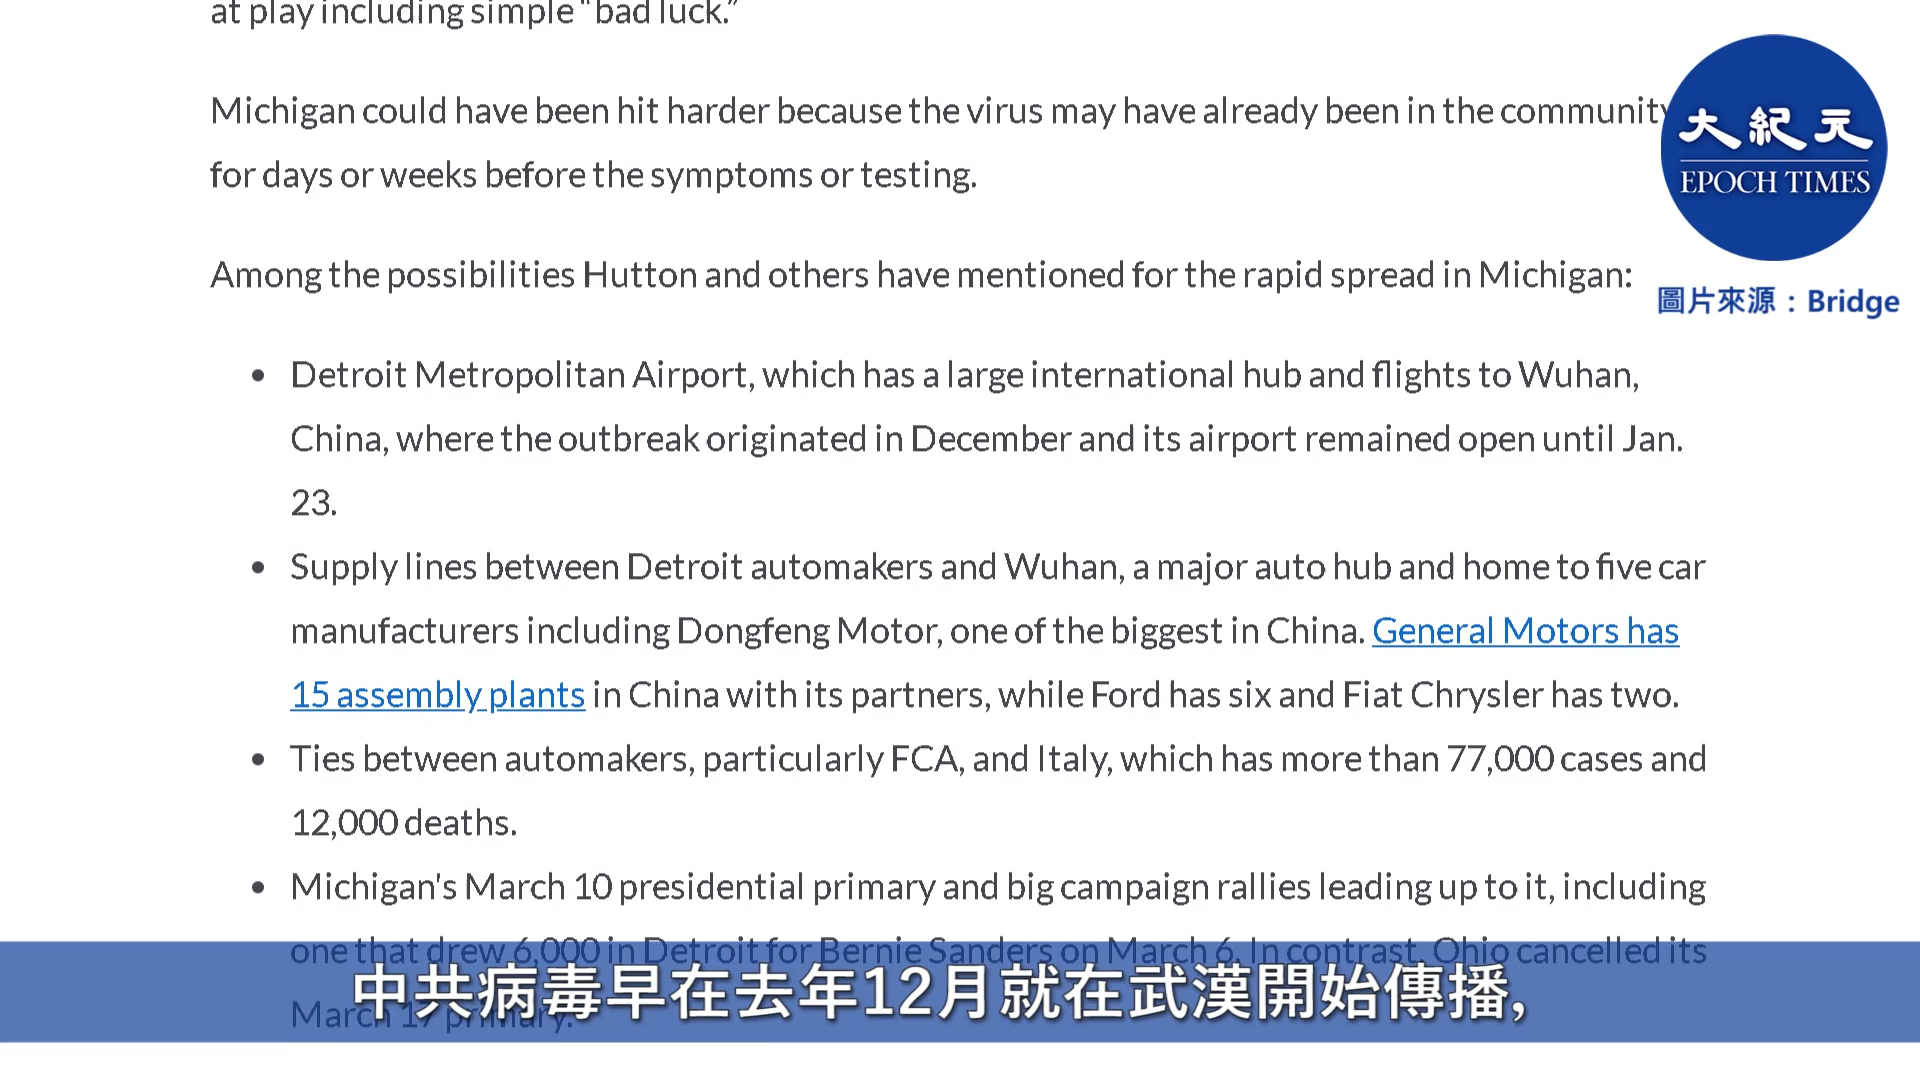 at play including simple “bad luck.”
Michigan could have been hit harder because the virus may have already been in the community
for days or weeks before the symptoms or testing.
Among the possibilities Hutton and others have mentioned for the rapid spread in Michigan:
• Detroit Metropolitan Airport, which has a large international hub and flights to Wuhan,
China, where the outbreak originated in December and its airport remained open until Jan.
23.
• Supply lines between Detroit automakers and Wuhan, a major auto hub and home to five car
manufacturers including Dongfeng Motor, one of the biggest in China. General Motors has
15 assembly plants in China with its partners, while Ford has six and Fiat Chrysler has two.
• Ties between automakers, particularly FCA, and Italy, which has more than 77,000 cases and
12,000 deaths.
• Michigan's March 10 presidential primary and big campaign rallies leading up to it, including
one that drew 6,000 in Detroit for Bernie Sanders on March 6. In contrast, Ohio cancelled its
March 17 primary.
大紀元
EPOCH TIMES
圖片來源：Bridge
中共病毒早在去年12月就在武漢開始傳播,